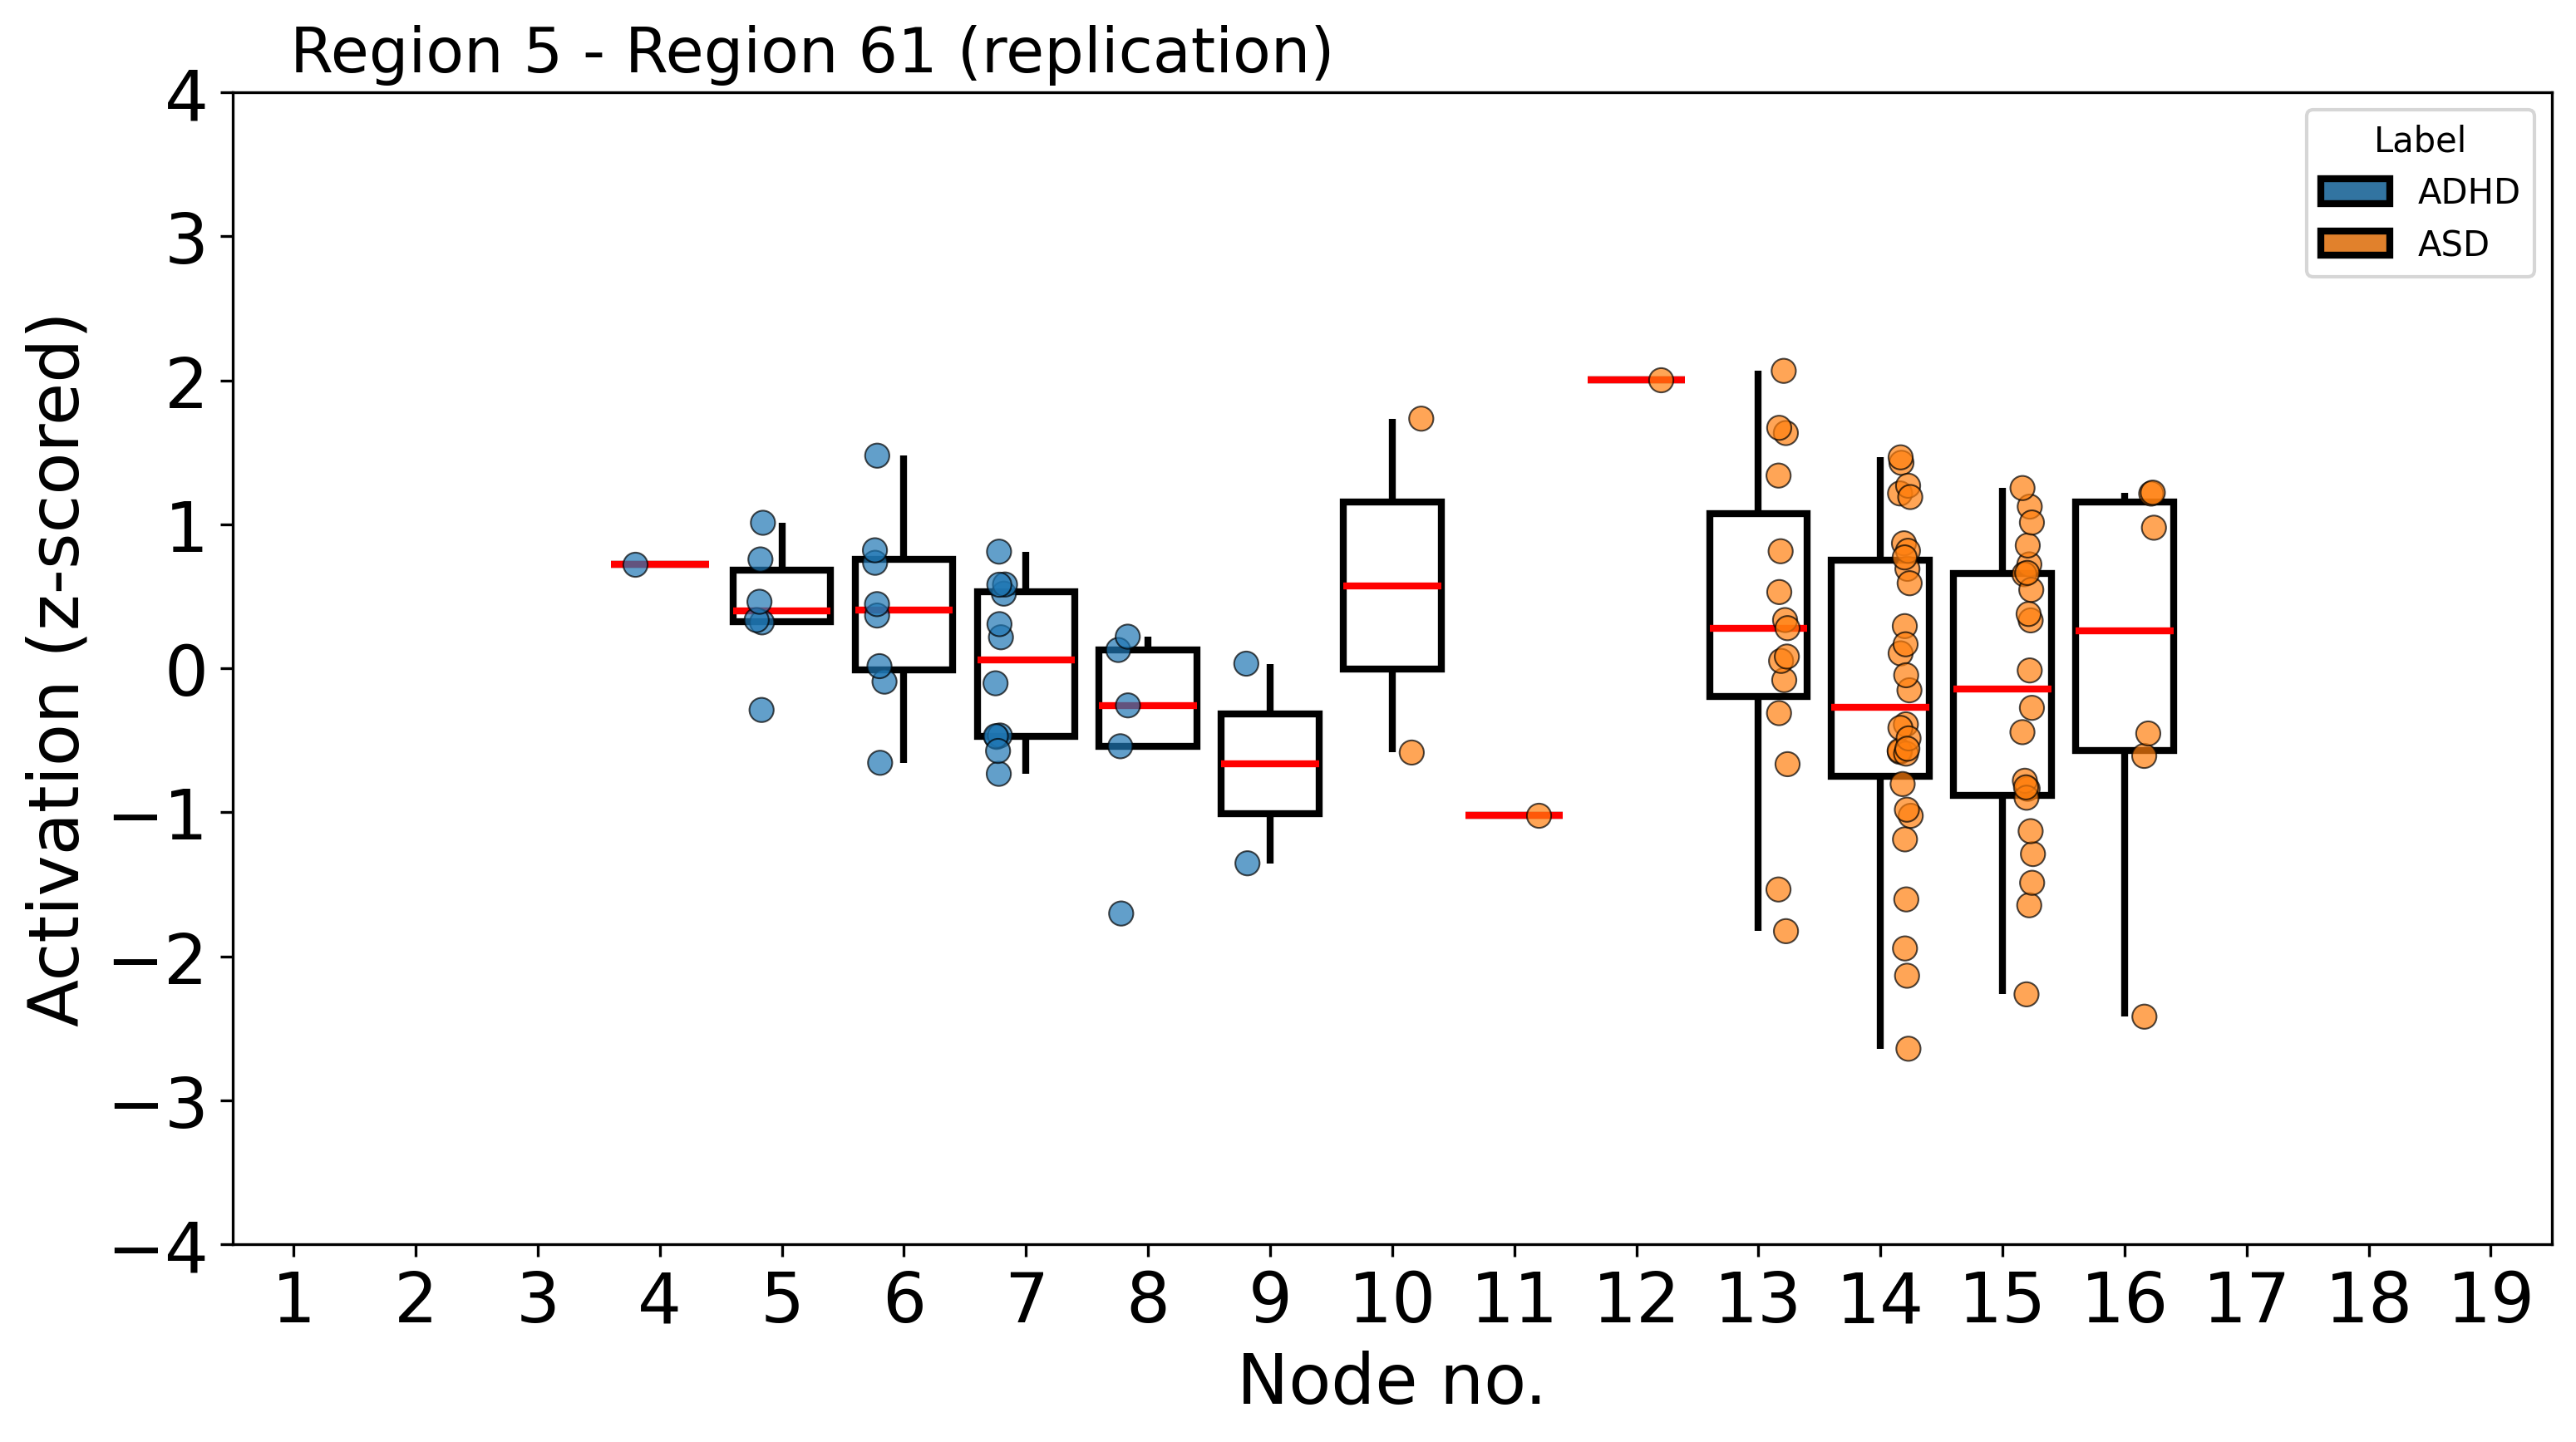 Region 5 - Region 61 (replication)
Activation (z-scored)
4
3
2
1
0
−1
−2
−3
−4
Label
ADHD
ASD
1 2 3 4 5 6 7 8 9 10 11 12 13 14 15 16 17 18 19
Node no.